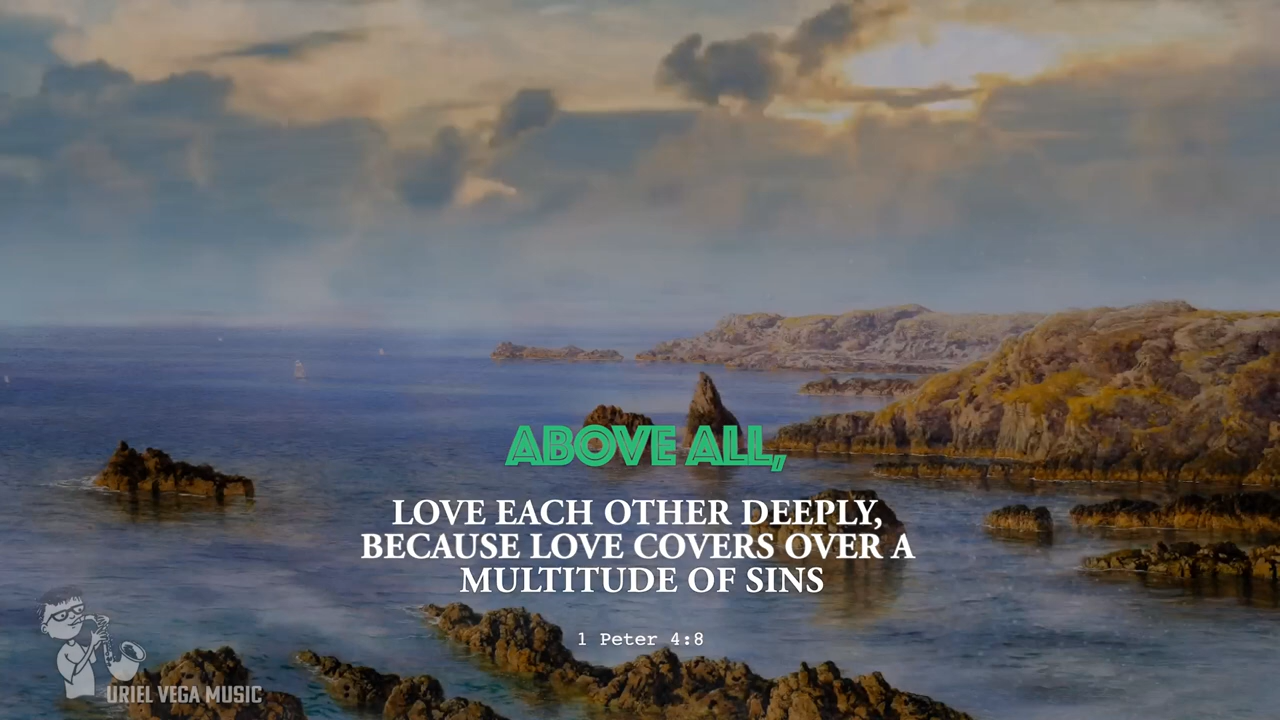 ABOVE ALL,
LOVE EACH OTHER DEEPLY,
BECAUSE LOVE COVERS OVER A
MULTITUDE OF SINS
1 Peter 4:8
URIEL VEGA MUSIC